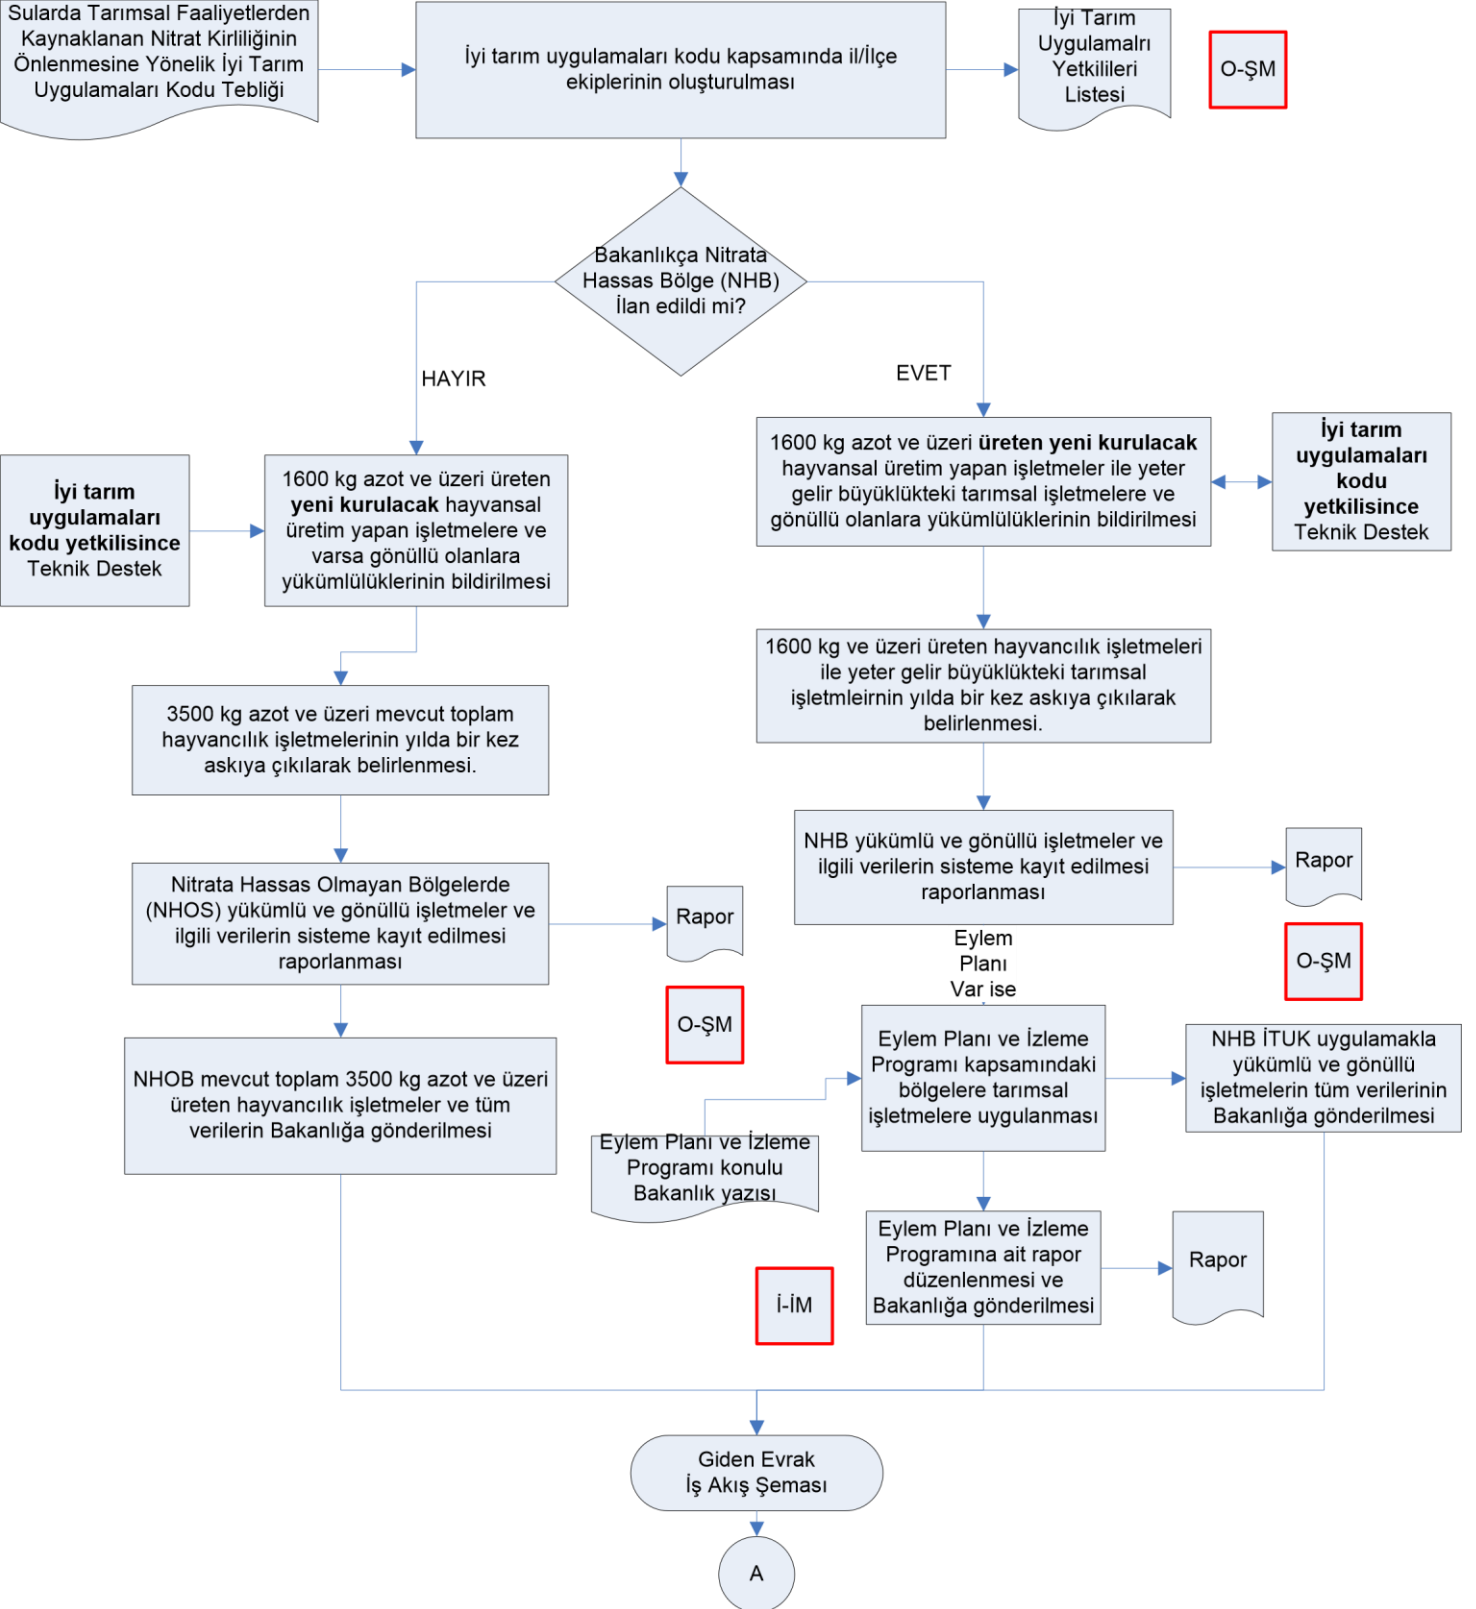 Sularda Tarımsal Faaliyetlerden
Kaynaklanan Nitrat Kirliliğinin
Önlenmesine Yönelik İyi Tarım
Uygulamaları Kodu Tebliği
İyi tarım uygulamaları kodu kapsamında il/İlçe
ekiplerinin oluşturulması
İyi Tarım
Uygulamalrı
Yetkilileri
Listesi
O-ŞM
Bakanlıkça Nitrata
Hassas Bölge (NHB)
İlan edildi mi?
HAYIR
EVET
İyi tarım
uygulamaları
kodu yetkilisince
Teknik Destek
1600 kg azot ve üzeri üreten
yeni kurulacak hayvansal
üretim yapan işletmelere ve
varsa gönüllü olanlara
yükümlülüklerinin bildirilmesi
1600 kg azot ve üzeri üreten yeni kurulacak
hayvansal üretim yapan işletmeler ile yeter
gelir büyüklükteki tarımsal işletmelere ve
gönüllü olanlara yükümlülüklerinin bildirilmesi
İyi tarım
uygulamaları
kodu
yetkilisince
Teknik Destek
3500 kg azot ve üzeri mevcut toplam
hayvancılık işletmelerinin yılda bir kez
askıya çıkılarak belirlenmesi.
1600 kg ve üzeri üreten hayvancılık işletmeleri
ile yeter gelir büyüklükteki tarımsal
işletmleirnin yılda bir kez askıya çıkılarak
belirlenmesi.
Nitrata Hassas Olmayan Bölgelerde
(NHOS) yükümlü ve gönüllü işletmeler ve
ilgili verilerin sisteme kayıt edilmesi
raporlanması
Rapor
O-ŞM
NHB yükümlü ve gönüllü işletmeler ve
ilgili verilerin sisteme kayıt edilmesi
raporlanması
Rapor
O-ŞM
Eylem
Planı
Var ise
NHOB mevcut toplam 3500 kg azot ve üzeri
üreten hayvancılık işletmeler ve tüm
verilerin Bakanlığa gönderilmesi
Eylem Planı ve İzleme
Programı konulu
Bakanlık yazısı
Eylem Planı ve İzleme
Programı kapsamındaki
bölgelere tarımsal
işletmelere uygulanması
NHB İTUK uygulamakla
yükümlü ve gönüllü
işletmelerin tüm verilerinin
Bakanlığa gönderilmesi
Eylem Planı ve İzleme
Programına ait rapor
düzenlenmesi ve
Bakanlığa gönderilmesi
Rapor
İ-İM
Giden Evrak
İş Akış Şeması
A